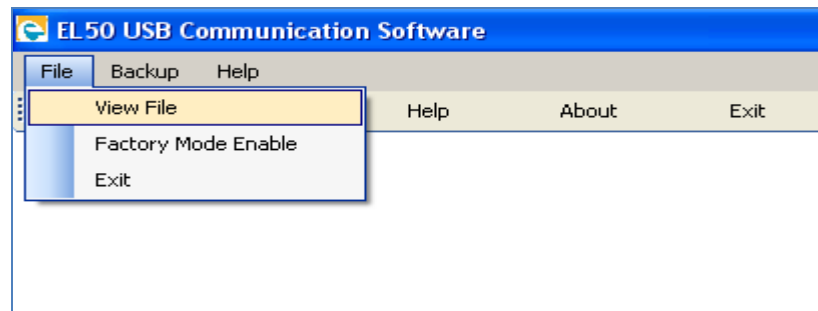 EL50 USB Communication Software
File Backup Help
View File
Help About Exit
Factory Mode Enable
Exit